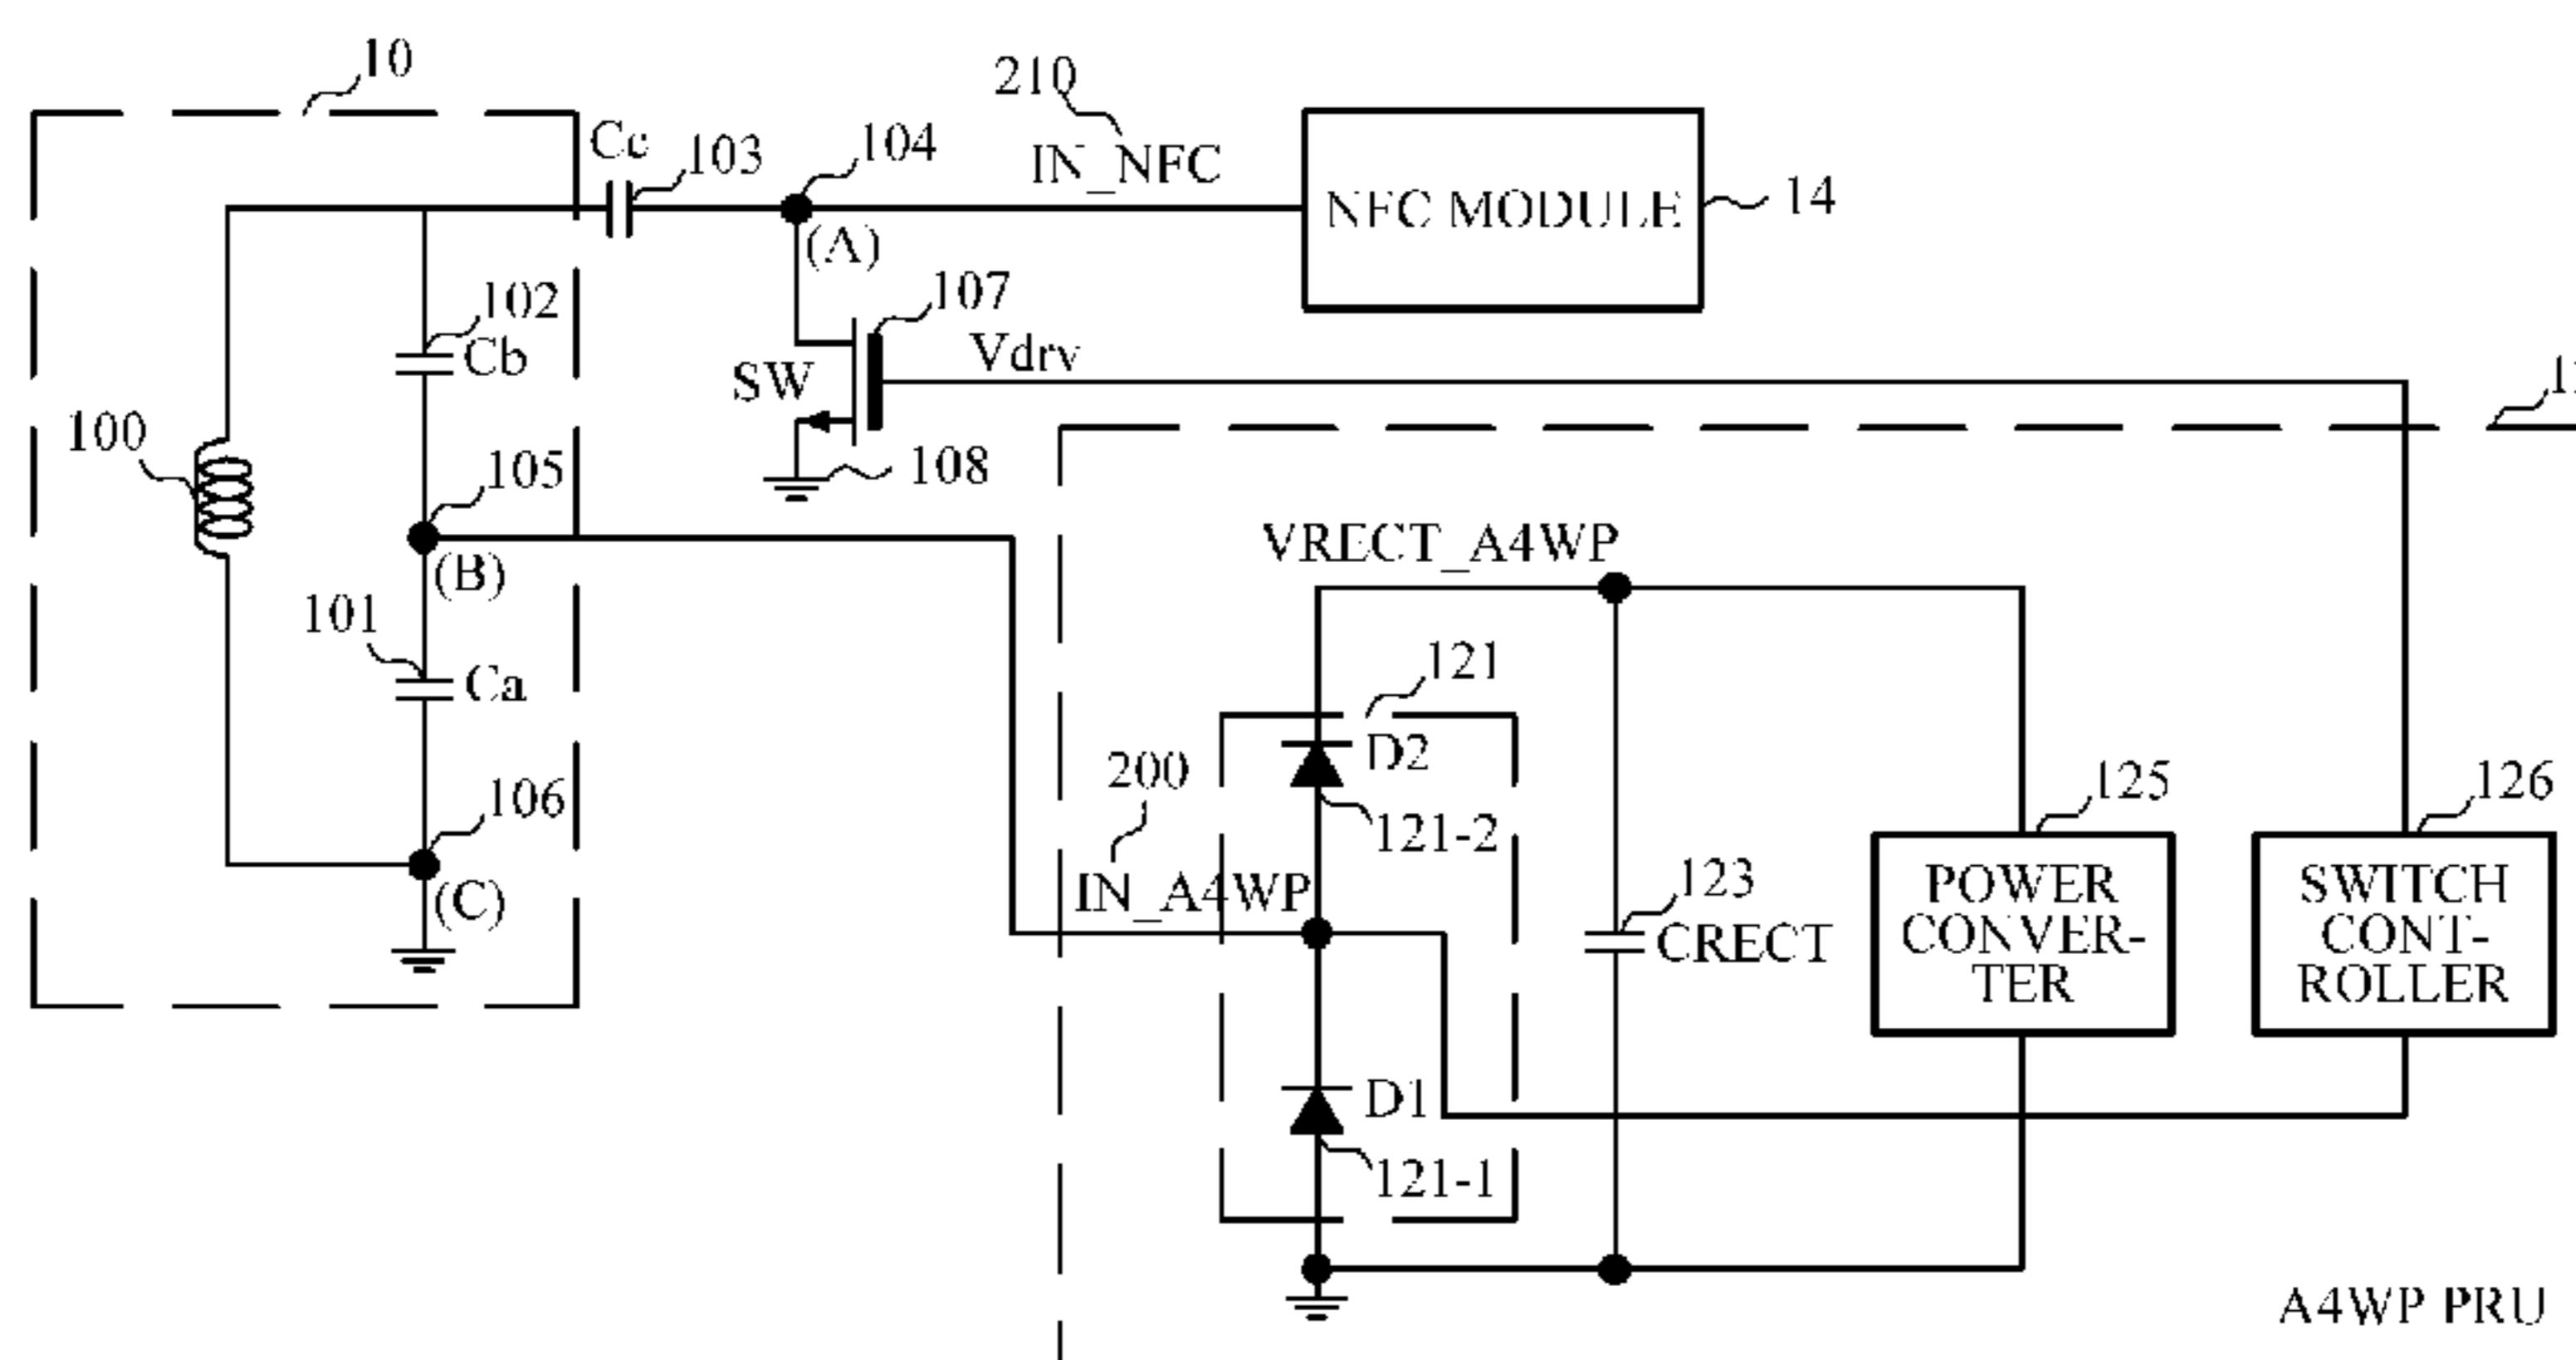 10
210
Cc
103
104
IN_NFC
NFC MODULE
14
(A)
102
Cb
107
Vdrv
SW
100
105
108
(B)
VRECT_A4WP
101
Ca
121
D2
200
121-2
106
125
126
(C)
IN_A4WP
123
CRECT
POWER
CONVER-
TER
SWITCH
CONT-
ROLLER
D1
121-1
A4WP PRU